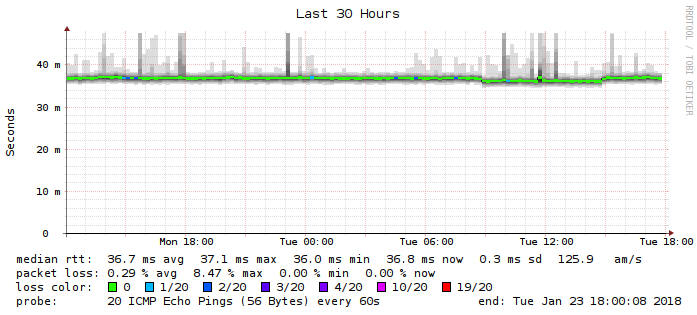 Last 30 Hours
RRDTOOL / TOBI OETIKER
Seconds
40 m
30 m
20 m
10 m
0
Mon 18:00 Tue 00:00 Tue 06:00 Tue 12:00 Tue 18:00
median rtt: 36.7 ms avg 37.1 ms max 36.0 ms min 36.8 ms now 0.3 ms sd 125.9 am/s
packet loss: 0.29 % avg 8.47 % max 0.00 % min 0.00 % now
loss color: 0 1/20 2/20 3/20 4/20 10/20 19/20
probe: 20 ICMP Echo Pings (56 Bytes) every 60s end: Tue Jan 23 18:00:08 2018